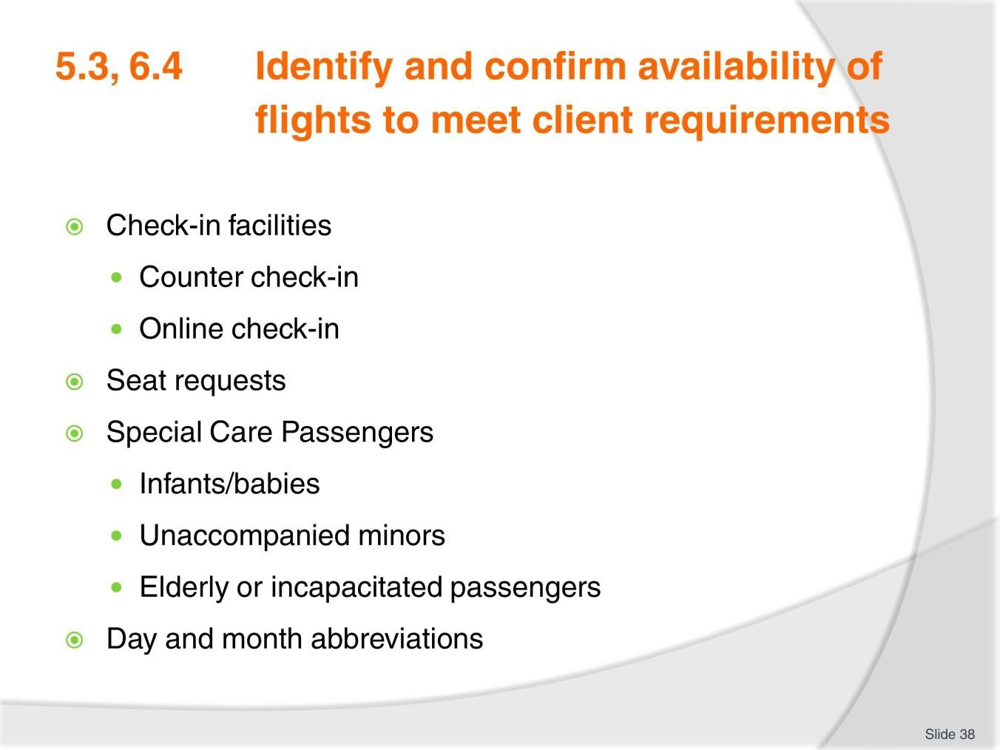 5.3, 6.4 Identify and confirm availability of
flights to meet client requirements
Check-in facilities
Counter check-in
Online check-in
Seat requests
Special Care Passengers
Infants/babies
Unaccompanied minors
Elderly or incapacitated passengers
Day and month abbreviations
Slide 38